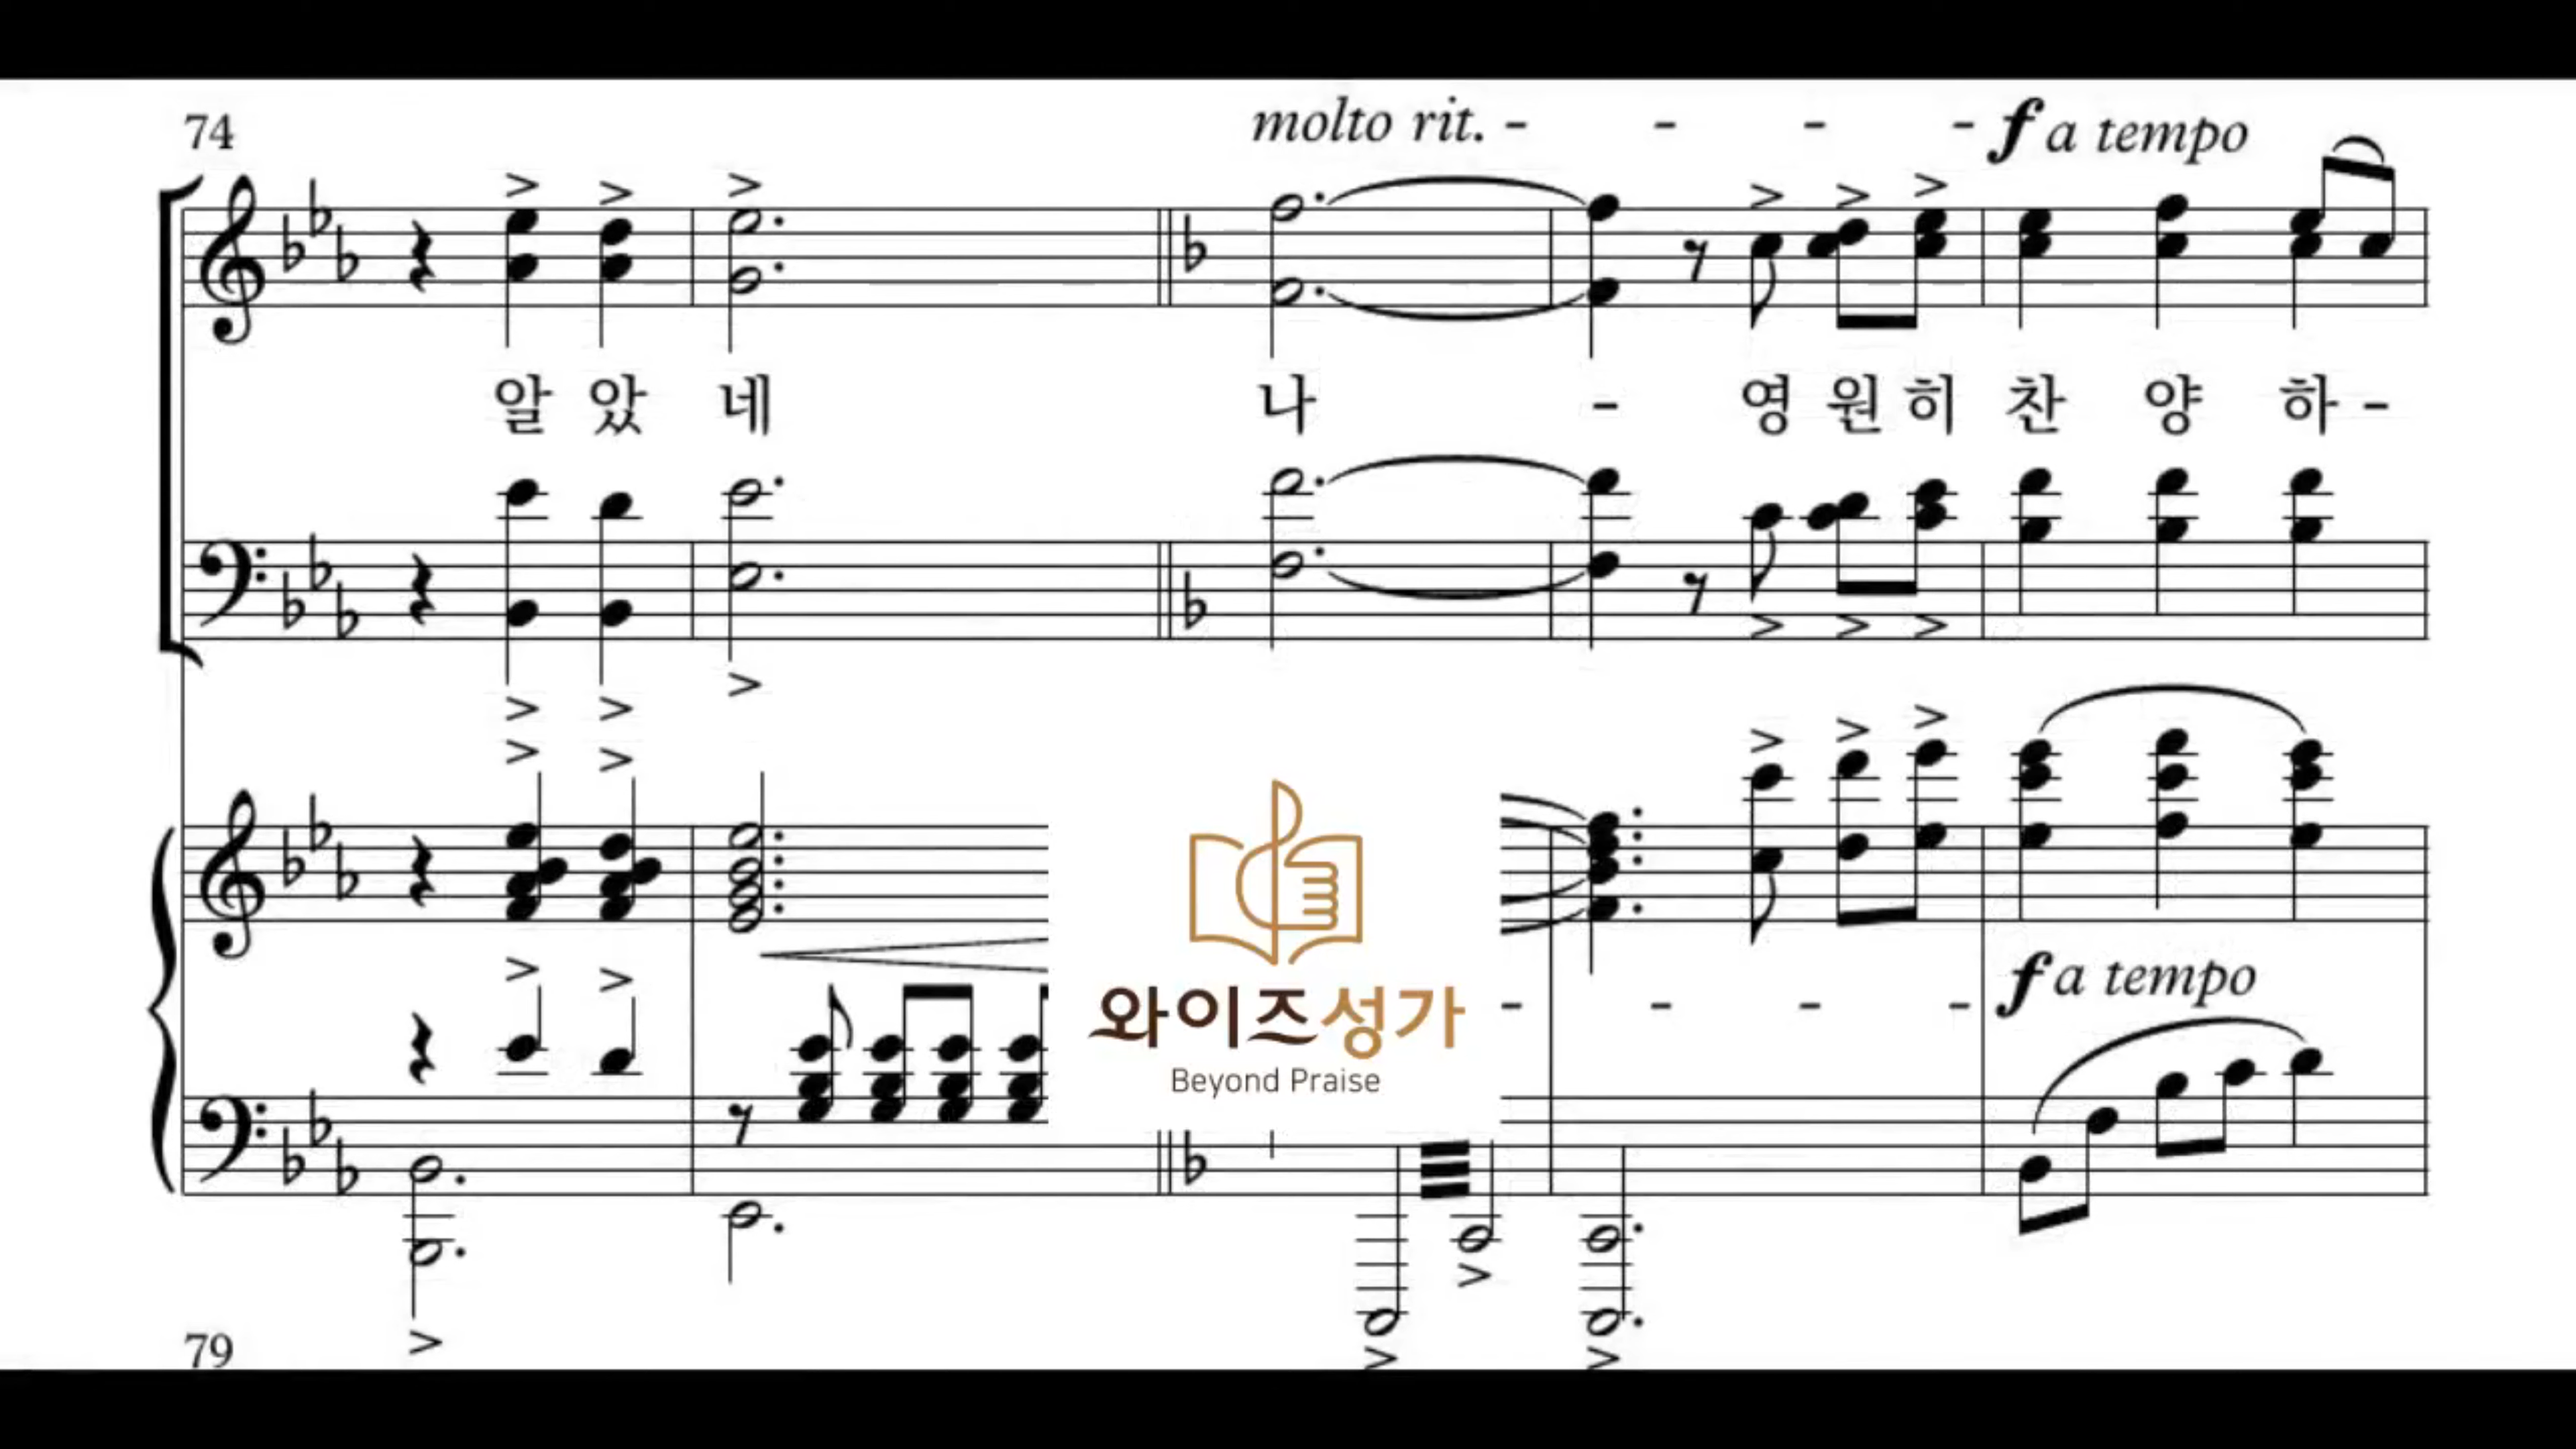 74
molto rit. - - - - f a tempo
알 았 네 나 - 영 원 히 찬 양 하 -
- - - - f a tempo
와이즈성가
Beyond Praise
79